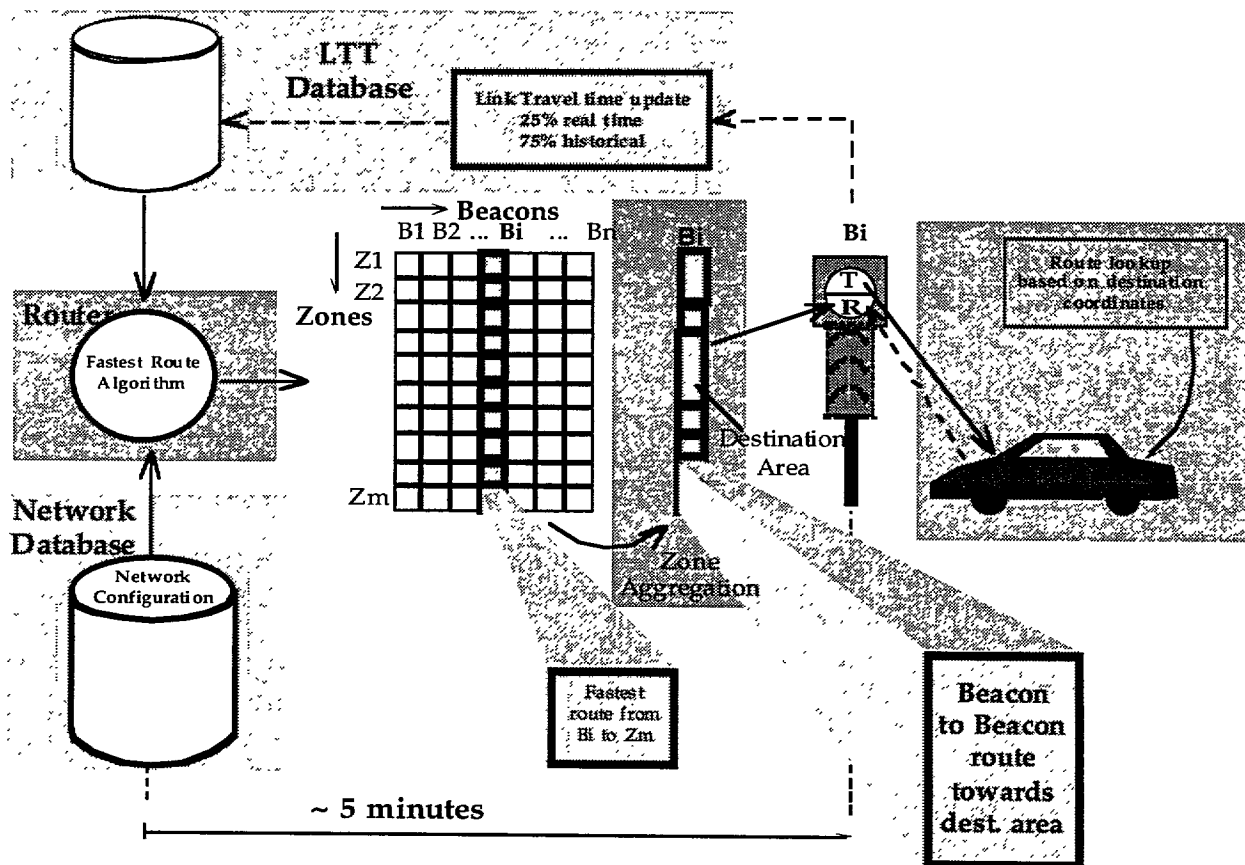 LTT
Database
Link Travel time update
25% real time
75% historical
Beacons
B1 B2 ... Bi ... Bn
Bi
Bi
Z1
Z2
Zones
Zm
Router
Fastest Route
Algorithm
T
R
Route lookup
based on destination
coordinates
Destination
Area
Zone
Aggregation
Network
Database
Network
Configuration
Fastest
route from
Bi to Zm
Beacon
to Beacon
route
towards
dest. area
~ 5 minutes